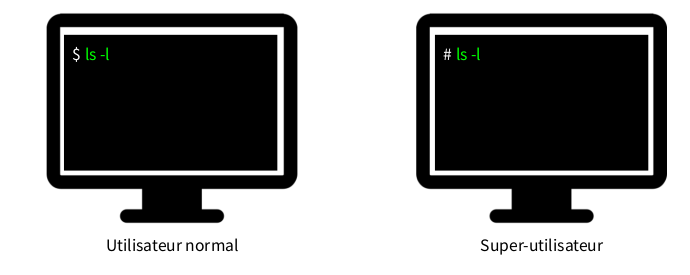 $ ls -l
# ls -l
Utilisateur normal
Super-utilisateur